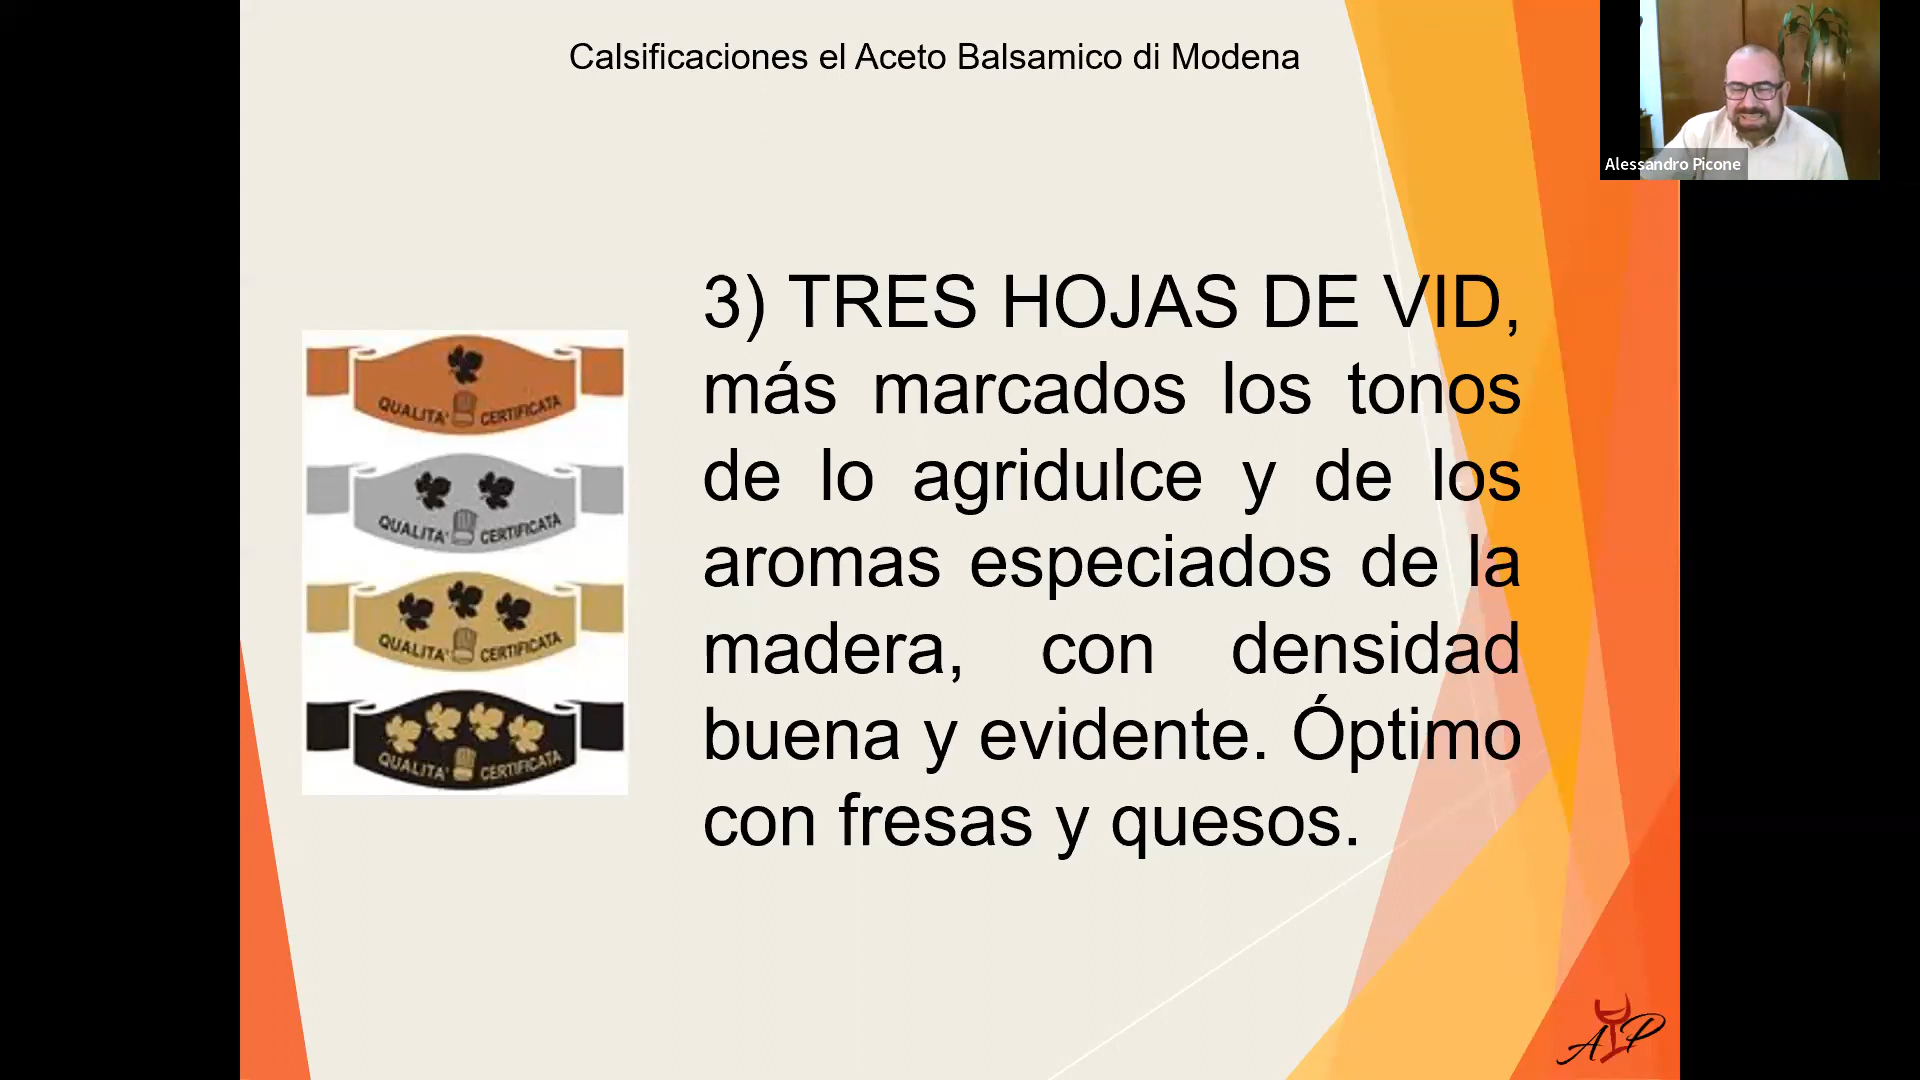 Calsificaciones el Aceto Balsamico di Modena
Alessandro Picone
3) TRES HOJAS DE VID,
más marcados los tonos
de lo agridulce y de los
aromas especiados de la
madera, con densidad
buena y evidente. Óptimo
con fresas y quesos.
QUALITA' CERTIFICATA
QUALITA' CERTIFICATA
QUALITA' CERTIFICATA
QUALITA' CERTIFICATA
AP